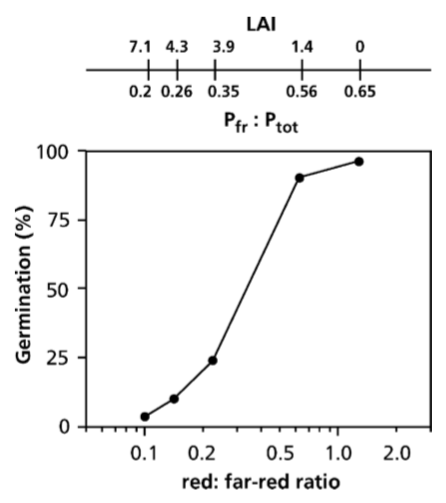 LAI
7.1 4.3 3.9 1.4 0
0.2 0.26 0.35 0.56 0.65
Pfr : Ptot
100
75
50
25
0
Germination (%)
0.1 0.2 0.5 1.0 2.0
red: far-red ratio